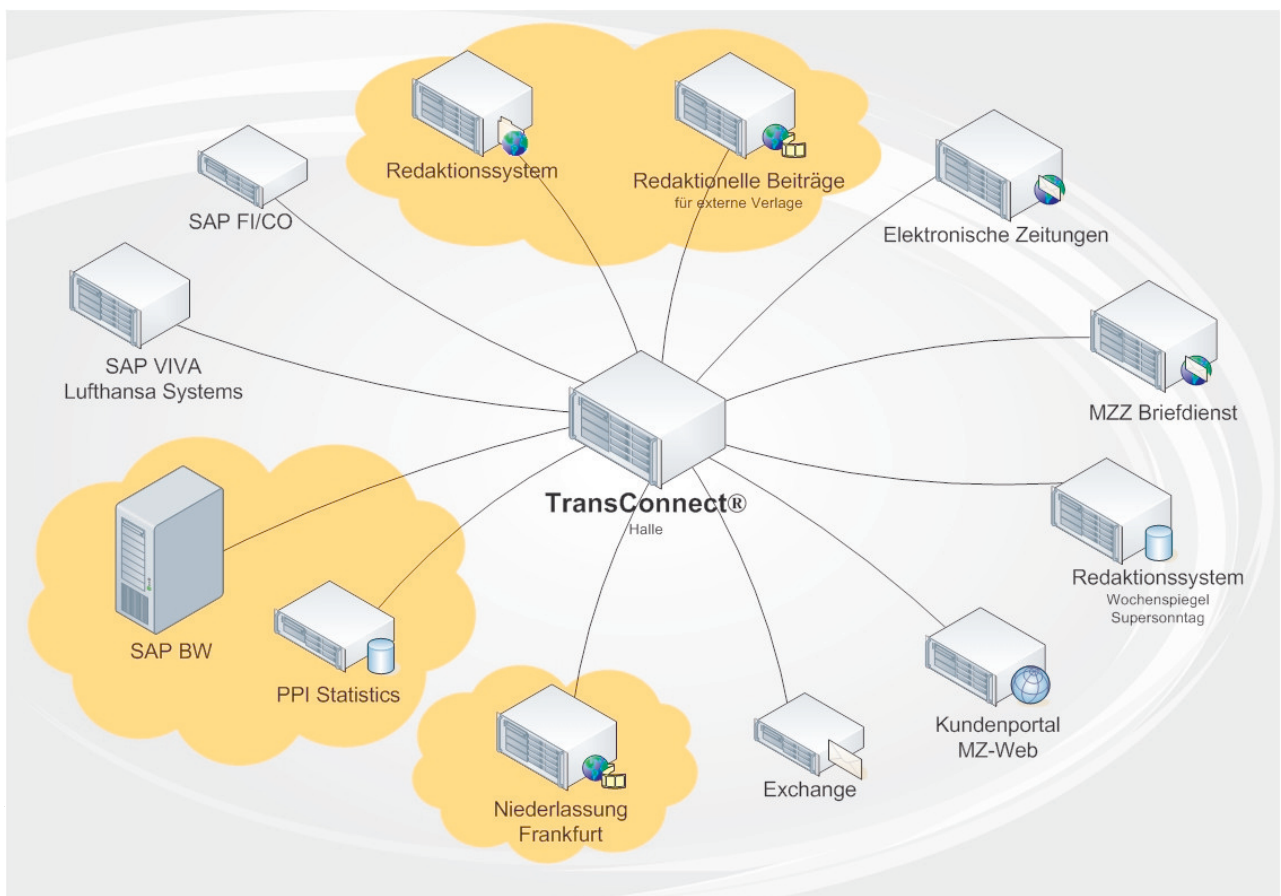 Redaktionssystem
Redaktionelle Beiträge
für externe Verlage
SAP FI/CO
Elektronische Zeitungen
SAP VIVA
Lufthansa Systems
MZZ Briefdienst
TransConnect®
Halle
Redaktionssystem
Wochenspiegel
Supersonntag
SAP BW
PPI Statistics
Kundenportal
MZ-Web
Exchange
Niederlassung
Frankfurt